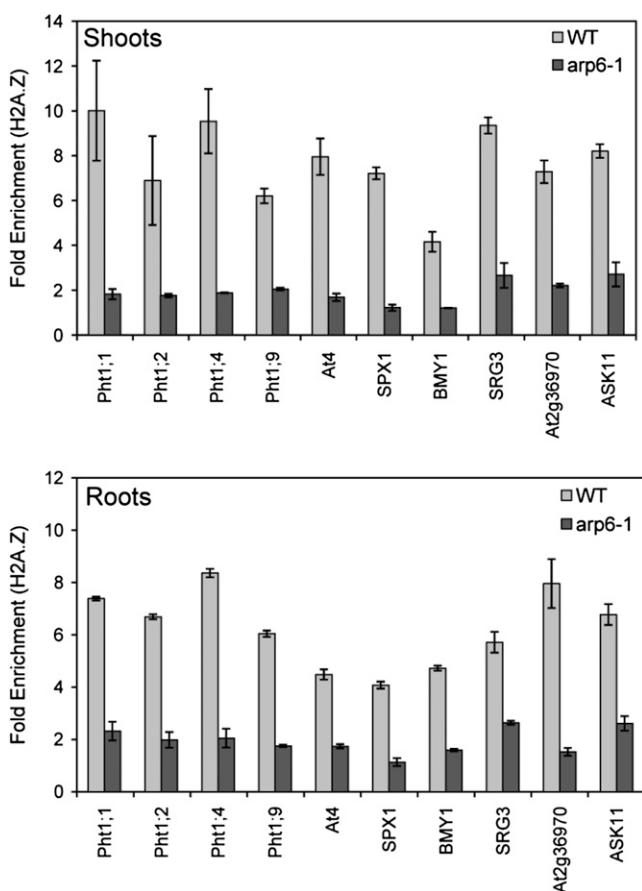 Shoots
WT
arp6-1
Fold Enrichment (H2A.Z)
14
12
10
8
6
4
2
0
Pht1;1
Pht1;2
Pht1;4
Pht1;9
At4
SPX1
BMY1
SRG3
At2g36970
ASK11
Roots
WT
arp6-1
Fold Enrichment (H2A.Z)
12
10
8
6
4
2
0
Pht1;1
Pht1;2
Pht1;4
Pht1;9
At4
SPX1
BMY1
SRG3
At2g36970
ASK11